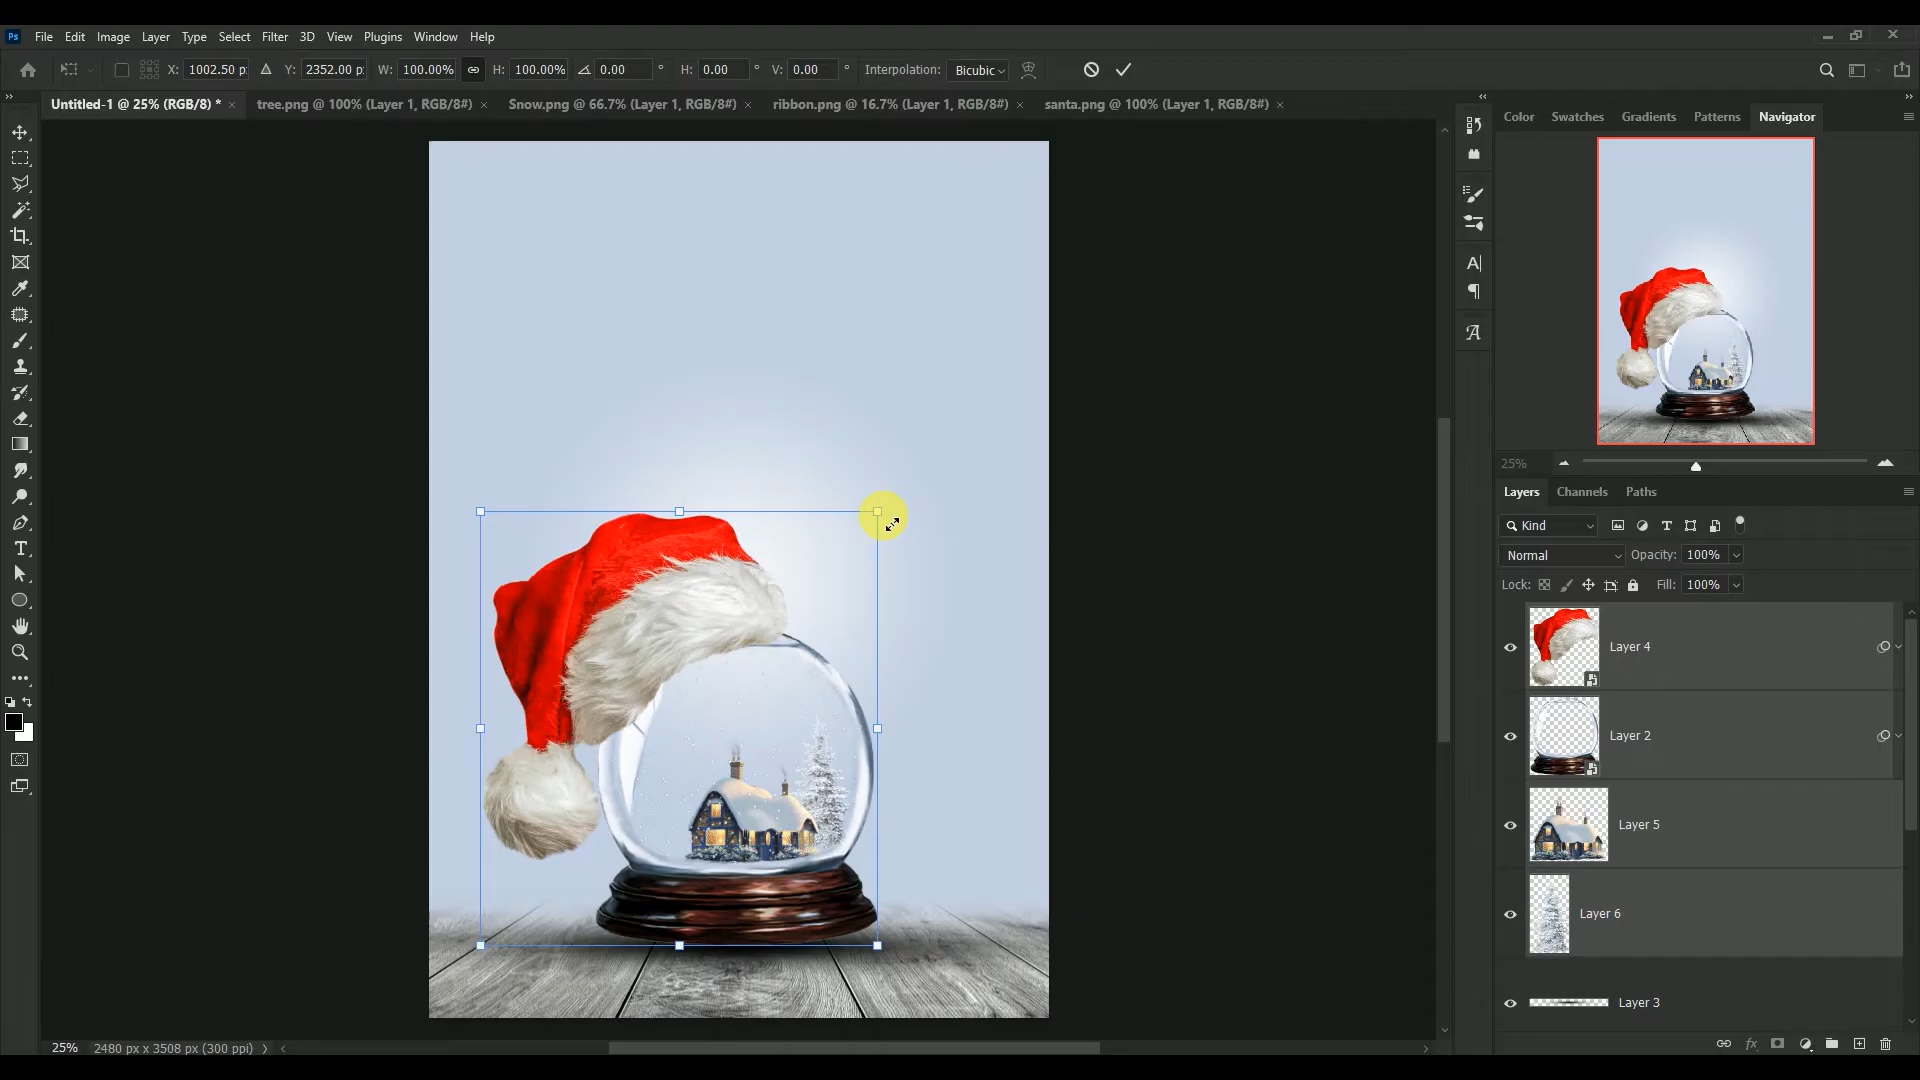 Ps File Edit Image Layer Type Select Filter 3D View Plugins Window Help
X: 1002.50 p Y: 2352.00 p W: 100.00% H: 100.00% 0.00 ° H: 0.00 ° V: 0.00 ° Interpolation: Bicubic
Untitled-1 @ 25% (RGB/8) * × tree.png @ 100% (Layer 1, RGB/8#) × Snow.png @ 66.7% (Layer 1, RGB/8#) × ribbon.png @ 16.7% (Layer 1, RGB/8#) × santa.png @ 100% (Layer 1, RGB/8#) ×
Color Swatches Gradients Patterns Navigator
25%
Layers Channels Paths
Kind
Normal Opacity: 100%
Lock: Fill: 100%
Layer 4
Layer 2
Layer 5
Layer 6
Layer 3
25% 2480 px x 3508 px (300 ppi)